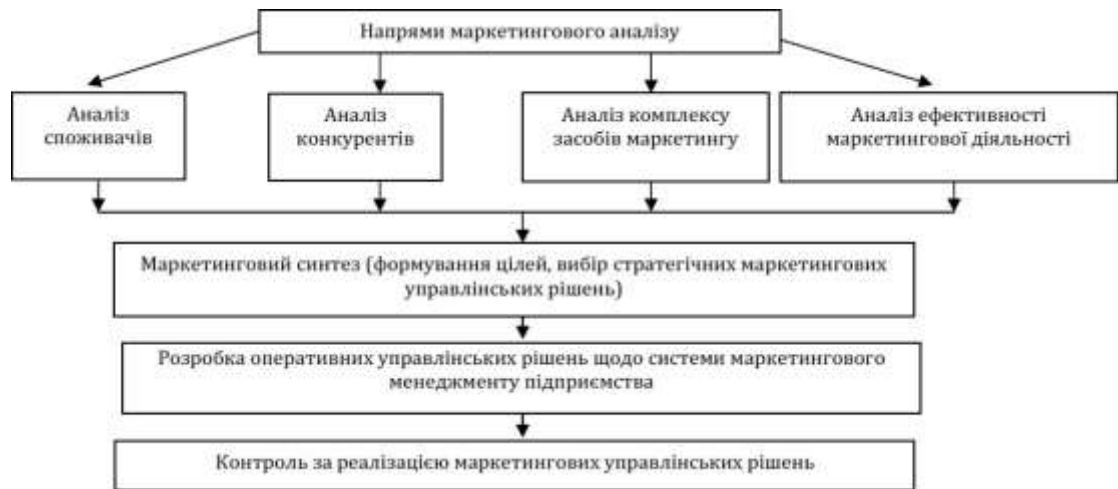 Напрями маркетингового аналізу
Аналіз
споживачів
Аналіз
конкурентів
Аналіз комплексу
засобів маркетингу
Аналіз ефективності
маркетингової діяльності
Маркетинговий синтез (формування цілей, вибір стратегічних маркетингових
управлінських рішень)
Розробка оперативних управлінських рішень щодо системи маркетингового
менеджменту підприємства
Контроль за реалізацією маркетингових управлінських рішень